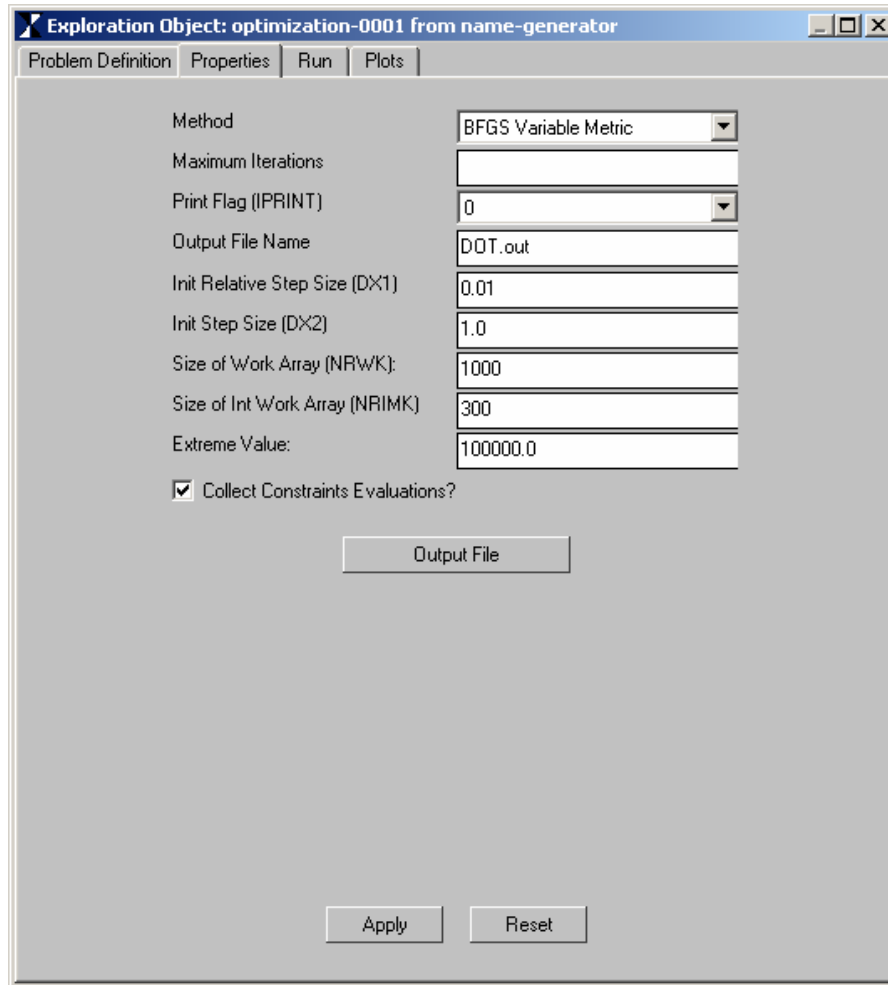 Exploration Object: optimization-0001 from name-generator
Problem Definition Properties Run Plots
Method BFGS Variable Metric
Maximum Iterations
Print Flag (IPRINT) 0
Output File Name DOT.out
Init Relative Step Size (DX1) 0.01
Init Step Size (DX2) 1.0
Size of Work Array (NRWK): 1000
Size of Int Work Array (NRIMK) 300
Extreme Value: 100000.0
Collect Constraints Evaluations?
Output File
Apply Reset